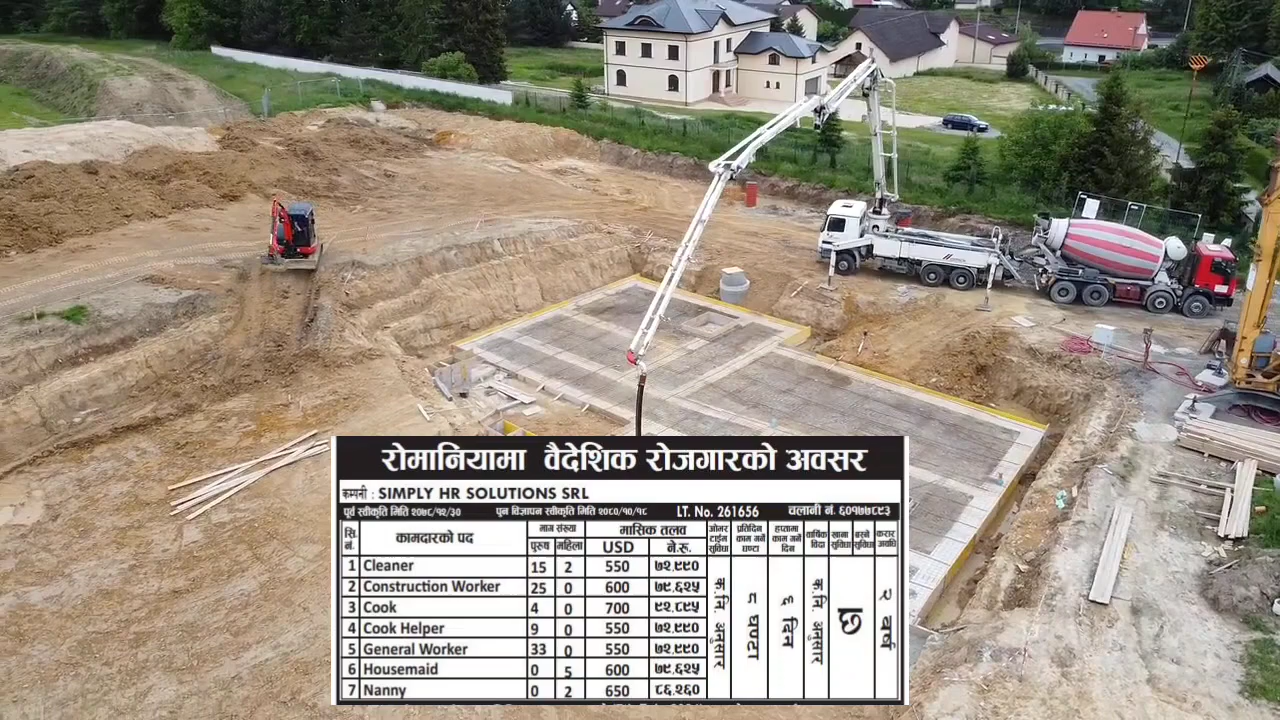 रोमानियामा वैदेशिक रोजगारको अवसर
कम्पनी : SIMPLY HR SOLUTIONS SRL
पूर्व स्वीकृति मिति २०७८/१२/३० पुन विज्ञापन स्वीकृति मिति २०८०/१०/१८ LT. No. 261656 चलानी नं. ६०१७७८९३
सि. नं. कामदारको पद माग संख्या पुरुष महिला मासिक तलव USD ने.रु. ओभर टाईम सुविधा प्रतिदिन काम गर्ने घण्टा हप्तामा काम गर्ने दिन वार्षिक विदा खाना सुविधा बस्ने सुविधा करार अवधि
1 Cleaner 15 2 550 ७२,९९०
2 Construction Worker 25 0 600 ७९,६२५
3 Cook 4 0 700 ९२,८९५
4 Cook Helper 9 0 550 ७२,९९०
5 General Worker 33 0 550 ७२,९९०
6 Housemaid 0 5 600 ७९,६२५
7 Nanny 0 2 650 ८६,२६०
क.नि. अनुसार
८ घण्टा
६ दिन
क.नि. अनुसार
छ
२ वर्ष